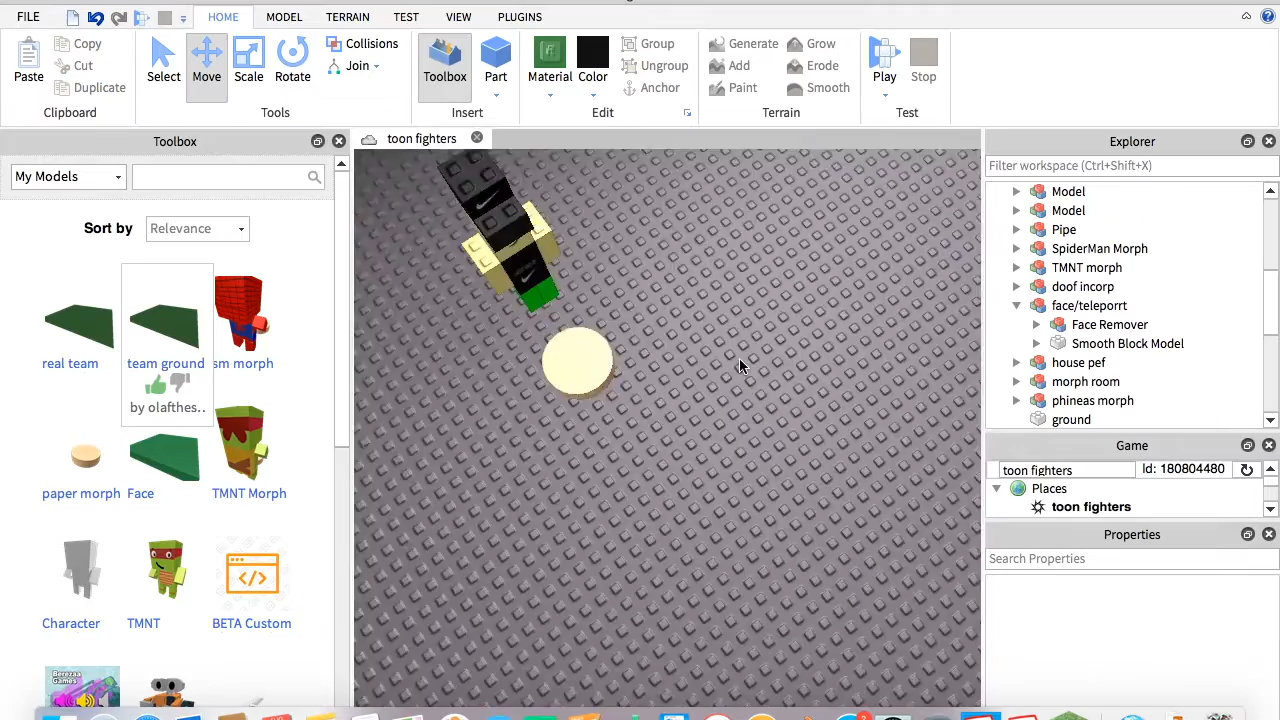 FILE HOME MODEL TERRAIN TEST VIEW PLUGINS
Paste Copy Cut Duplicate
Clipboard
Select Move Scale Rotate Collisions Join
Tools
Toolbox Part
Insert
Material Color Group Ungroup Anchor
Edit
Generate Add Paint Grow Erode Smooth
Terrain
Play Stop
Test
Toolbox
My Models
Sort by Relevance
real team team ground sm morph
by olafthes..
paper morph Face TMNT Morph
Character TMNT BETA Custom
Berezaa
Games
toon fighters
Explorer
Filter workspace (Ctrl+Shift+X)
Model
Model
Pipe
SpiderMan Morph
TMNT morph
doof incorp
face/teleporrt
Face Remover
Smooth Block Model
house pef
morph room
phineas morph
ground
Game
toon fighters Id: 180804480
Places
toon fighters
Properties
Search Properties